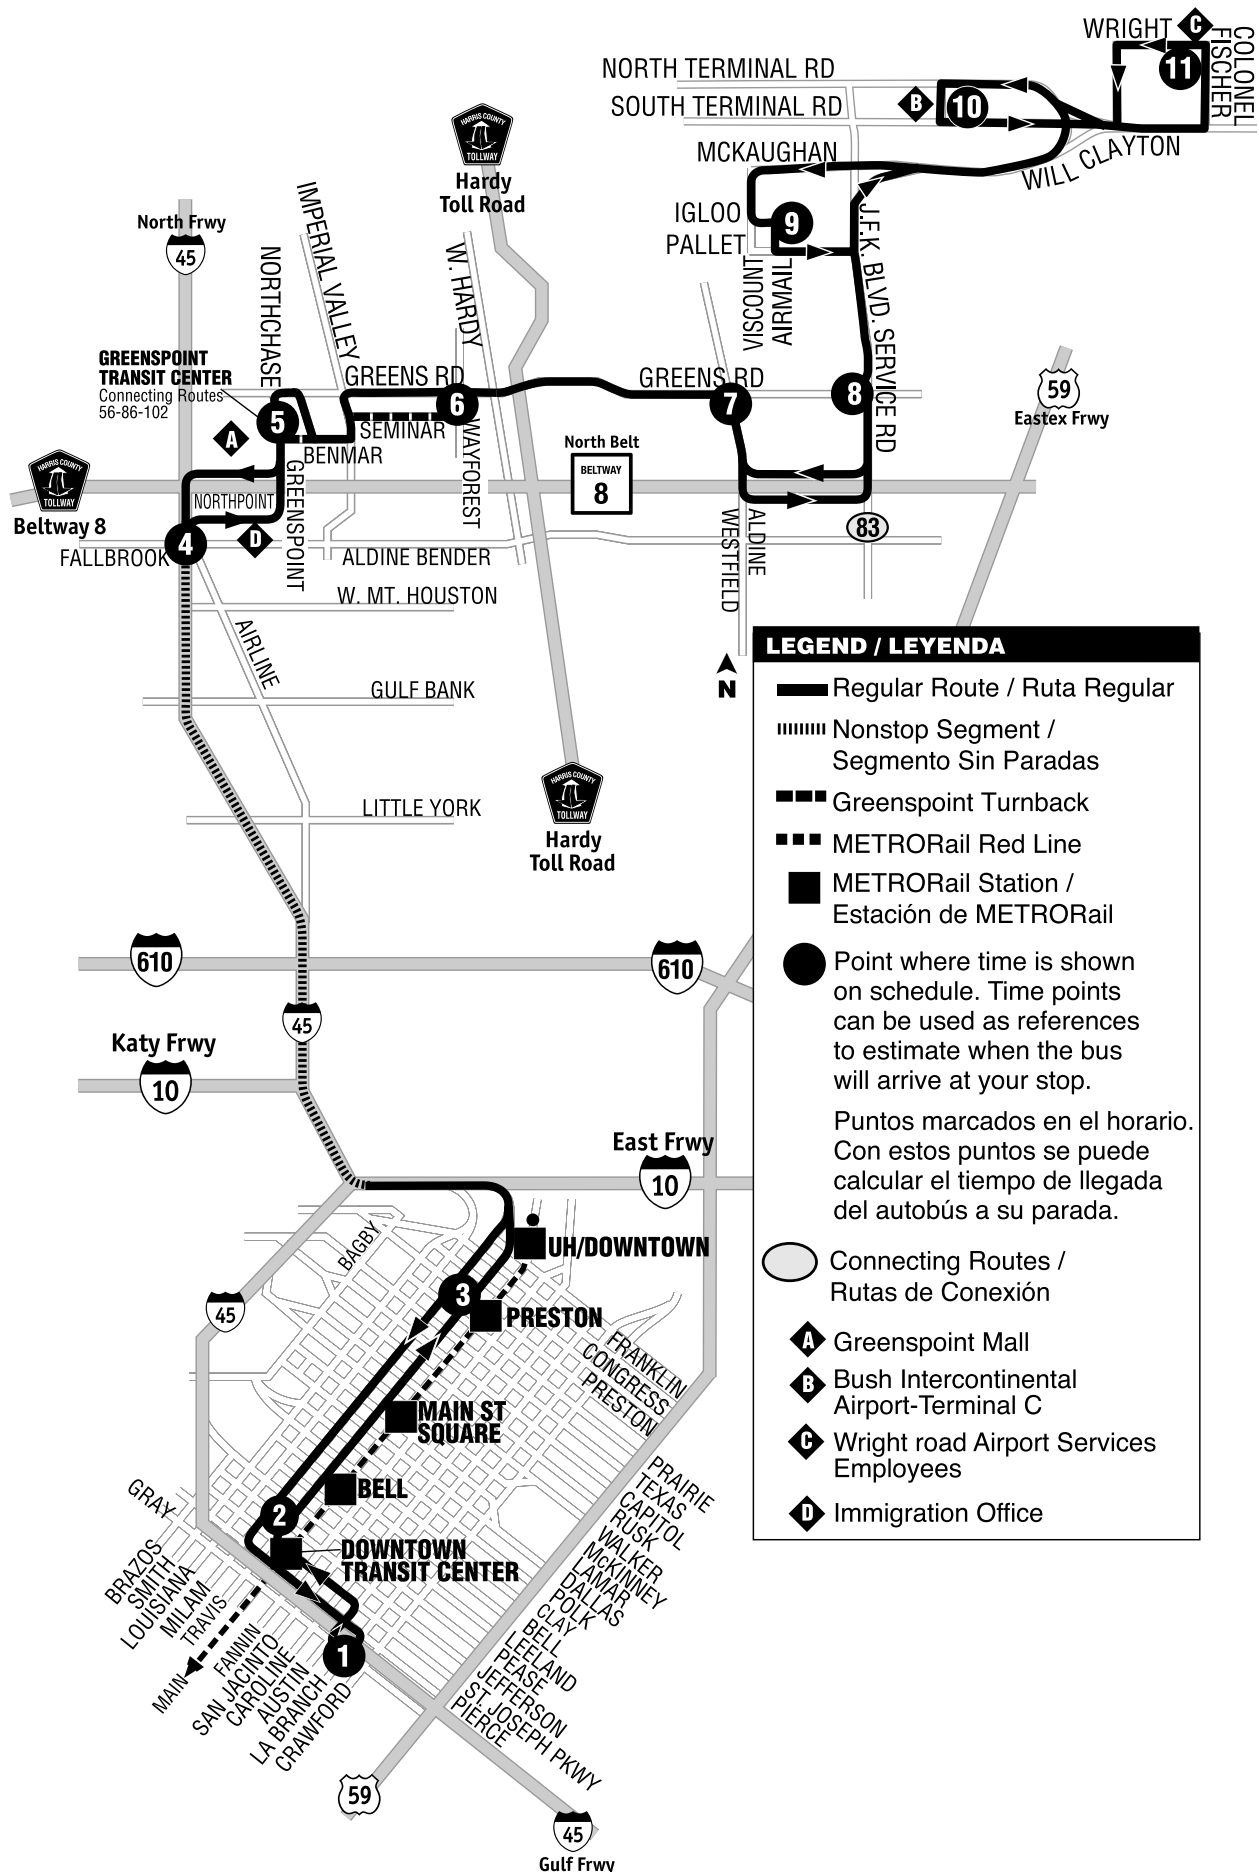 WRIGHT
C
COLONEL
FISCHER
11
NORTH TERMINAL RD
B
10
SOUTH TERMINAL RD
HARRIS COUNTY
TOLLWAY
Hardy
Toll Road
MCKAUGHAN
WILL CLAYTON
IGLOO
9
PALLET
VISCOUNT
AIRMAIL
J.F.K. BLVD. SERVICE RD
North Frwy
45
NORTHCHASE
IMPERIAL VALLEY
W. HARDY
GREENSPOINT
TRANSIT CENTER
Connecting Routes
56-86-102
GREENS RD
GREENS RD
5
6
7
8
59
Eastex Frwy
A
SEMINAR
BENMAR
WAYFOREST
North Belt
BELTWAY
8
HARRIS COUNTY
TOLLWAY
Beltway 8
NORTHPOINT
GREENSPOINT
D
4
FALLBROOK
83
ALDINE BENDER
ALDINE
WESTFIELD
W. MT. HOUSTON
AIRLINE
N
GULF BANK
HARRIS COUNTY
TOLLWAY
Hardy
Toll Road
LITTLE YORK
610
610
45
Katy Frwy
10
East Frwy
10
BAGBY
UH/DOWNTOWN
45
3
PRESTON
FRANKLIN
CONGRESS
PRESTON
MAIN ST
SQUARE
BELL
2
DOWNTOWN
TRANSIT CENTER
GRAY
PRAIRIE
TEXAS
CAPITOL
RUSK
WALKER
McKINNEY
LAMAR
DALLAS
POLK
CLAY
BELL
LEELAND
PEASE
JEFFERSON
ST. JOSEPH PKWY
PIERCE
BRAZOS
SMITH
LOUISIANA
MILAM
TRAVIS
MAIN
FANNIN
SAN JACINTO
CAROLINE
AUSTIN
LA BRANCH
CRAWFORD
1
59
45
Gulf Frwy
LEGEND / LEYENDA
Regular Route / Ruta Regular
Nonstop Segment /
Segmento Sin Paradas
Greenspoint Turnback
METRORail Red Line
METRORail Station /
Estación de METRORail
Point where time is shown
on schedule. Time points
can be used as references
to estimate when the bus
will arrive at your stop.
Puntos marcados en el horario.
Con estos puntos se puede
calcular el tiempo de llegada
del autobús a su parada.
Connecting Routes /
Rutas de Conexión
A Greenspoint Mall
B Bush Intercontinental
Airport-Terminal C
C Wright road Airport Services
Employees
D Immigration Office